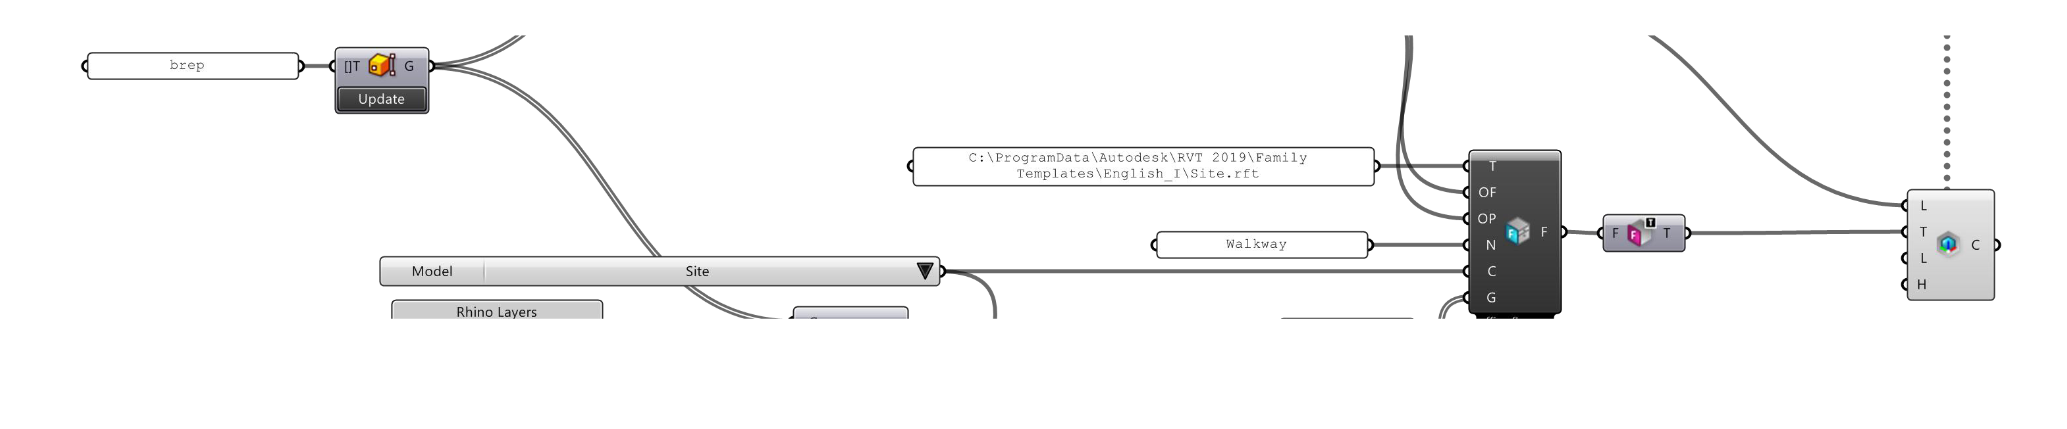 brep
[]T
G
Update
C:\ProgramData\Autodesk\RVT 2019\Family
Templates\English_I\Site.rft
T
OF
OP
N
C
G
F
Walkway
F
T
L
T
L
H
C
Model
Site
Rhino Layers